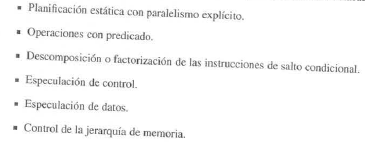 ▪ Planificación estática con paralelismo explícito.
▪ Operaciones con predicado.
▪ Descomposición o factorización de las instrucciones de salto condicional.
▪ Especulación de control.
▪ Especulación de datos.
▪ Control de la jerarquía de memoria.